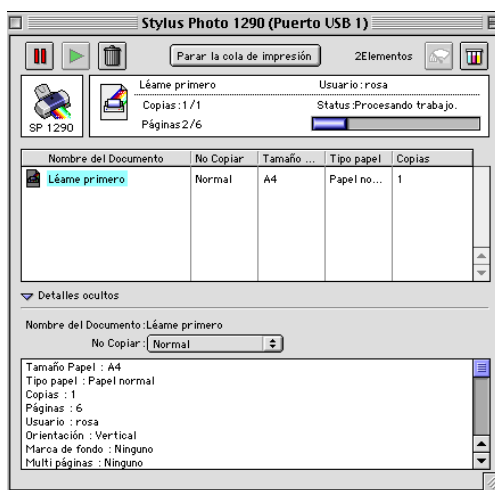 Stylus Photo 1290 (Puerto USB 1)
Parar la cola de impresión
2Elementos
SP 1290
Léame primero
Usuario:rosa
Copias:1/1
Status:Procesando trabajo.
Páginas2/6
Nombre del Documento
No Copiar
Tamaño ...
Tipo papel
Copias
Léame primero
Normal
A4
Papel no...
1
Detalles ocultos
Nombre del Documento:Léame primero
No Copiar: Normal
Tamaño Papel : A4
Tipo papel : Papel normal
Copias : 1
Páginas : 6
Usuario : rosa
Orientación : Vertical
Marca de fondo : Ninguno
Multi páginas : Ninguno